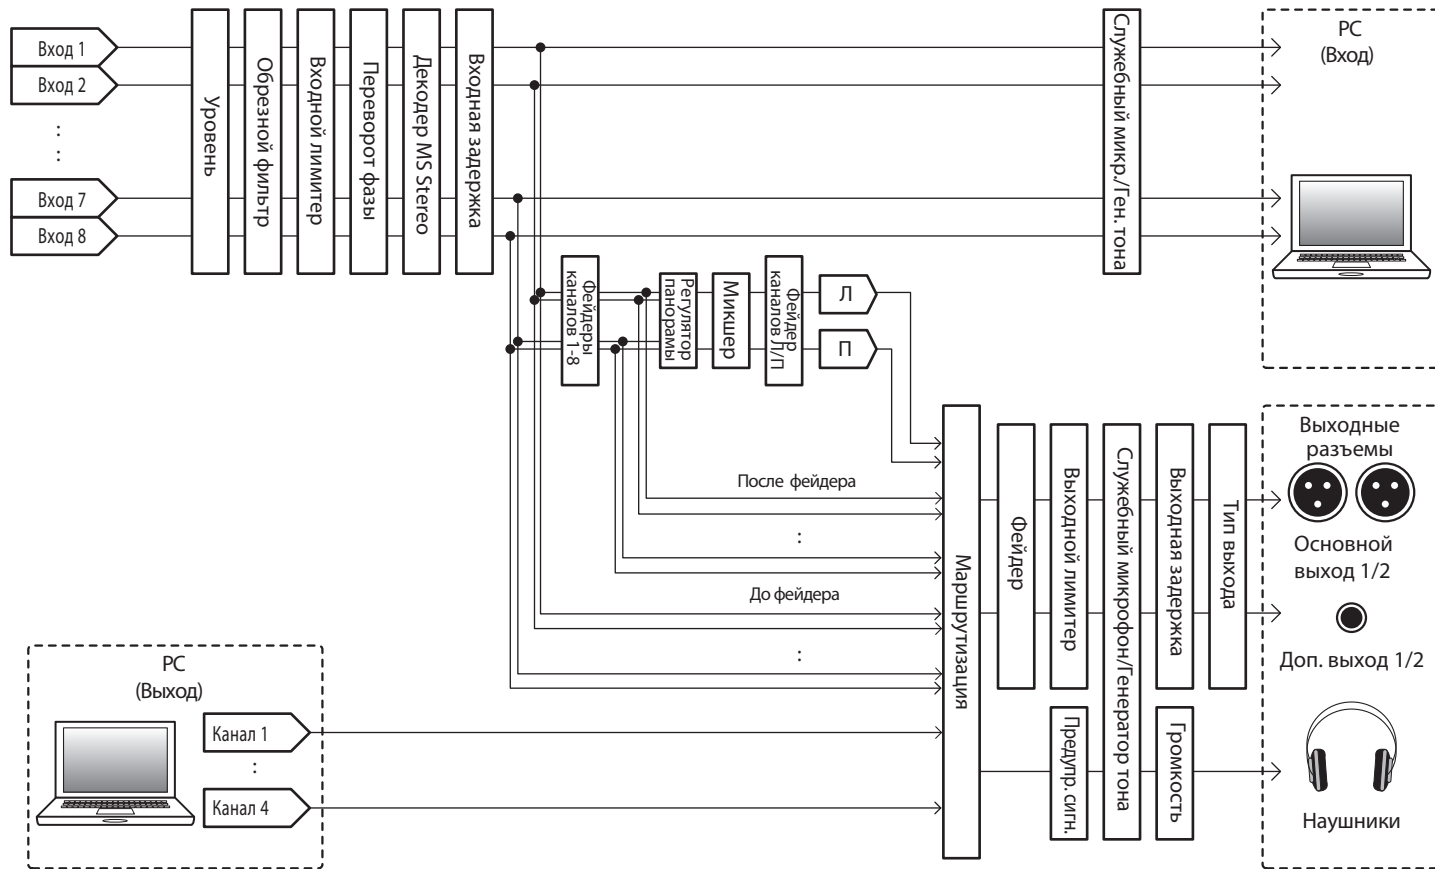 Вход 1
Вход 2
:
:
Вход 7
Вход 8
Уровень
Обрезной фильтр
Входной лимитер
Переворот фазы
Декодер MS Stereo
Входная задержка
Служебный микр./Ген. тона
PC
(Вход)
Фейдеры
каналов 1-8
Регулятор
панорамы
Микшер
Фейдер
каналов Л/П
Л
П
После фейдера
:
До фейдера
:
PC
(Выход)
Канал 1
:
Канал 4
Маршрутизация
Фейдер
Выходной лимитер
Предупр. сигн.
Служебный микрофон/Генератор тона
Выходная задержка
Громкость
Тип выхода
Выходные
разъемы
Основной
выход 1/2
Доп. выход 1/2
Наушники